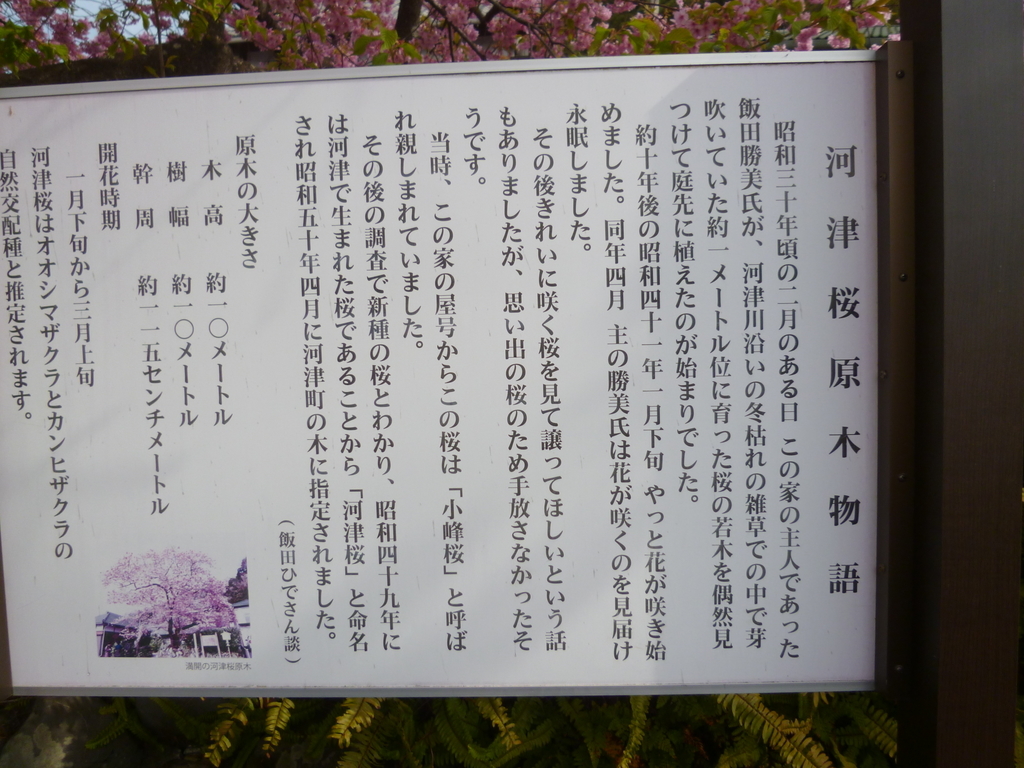 河津桜原木物語
昭和三十年頃の二月のある日 この家の主人であった
飯田勝美氏が、河津川沿いの冬枯れの雑草での中で芽
吹いていた約一メートル位に育った桜の若木を偶然見
つけて庭先に植えたのが始まりでした。
約十年後の昭和四十一年一月下旬 やっと花が咲き始
めました。同年四月 主の勝美氏は花が咲くのを見届け
永眠しました。
その後きれいに咲く桜を見て譲ってほしいという話
もありましたが、思い出の桜のため手放さなかったそ
うです。
当時、この家の屋号からこの桜は「小峰桜」と呼ば
れ親しまれていました。
その後の調査で新種の桜とわかり、昭和四十九年に
は河津で生まれた桜であることから「河津桜」と命名
され昭和五十年四月に河津町の木に指定されました。
（飯田ひでさん談）
原木の大きさ
木高 約一〇メートル
樹幅 約一〇メートル
幹周 約一一五センチメートル
開花時期
一月下旬から三月上旬
河津桜はオオシマザクラとカンヒザクラの
自然交配種と推定されます。
満開の河津桜原木